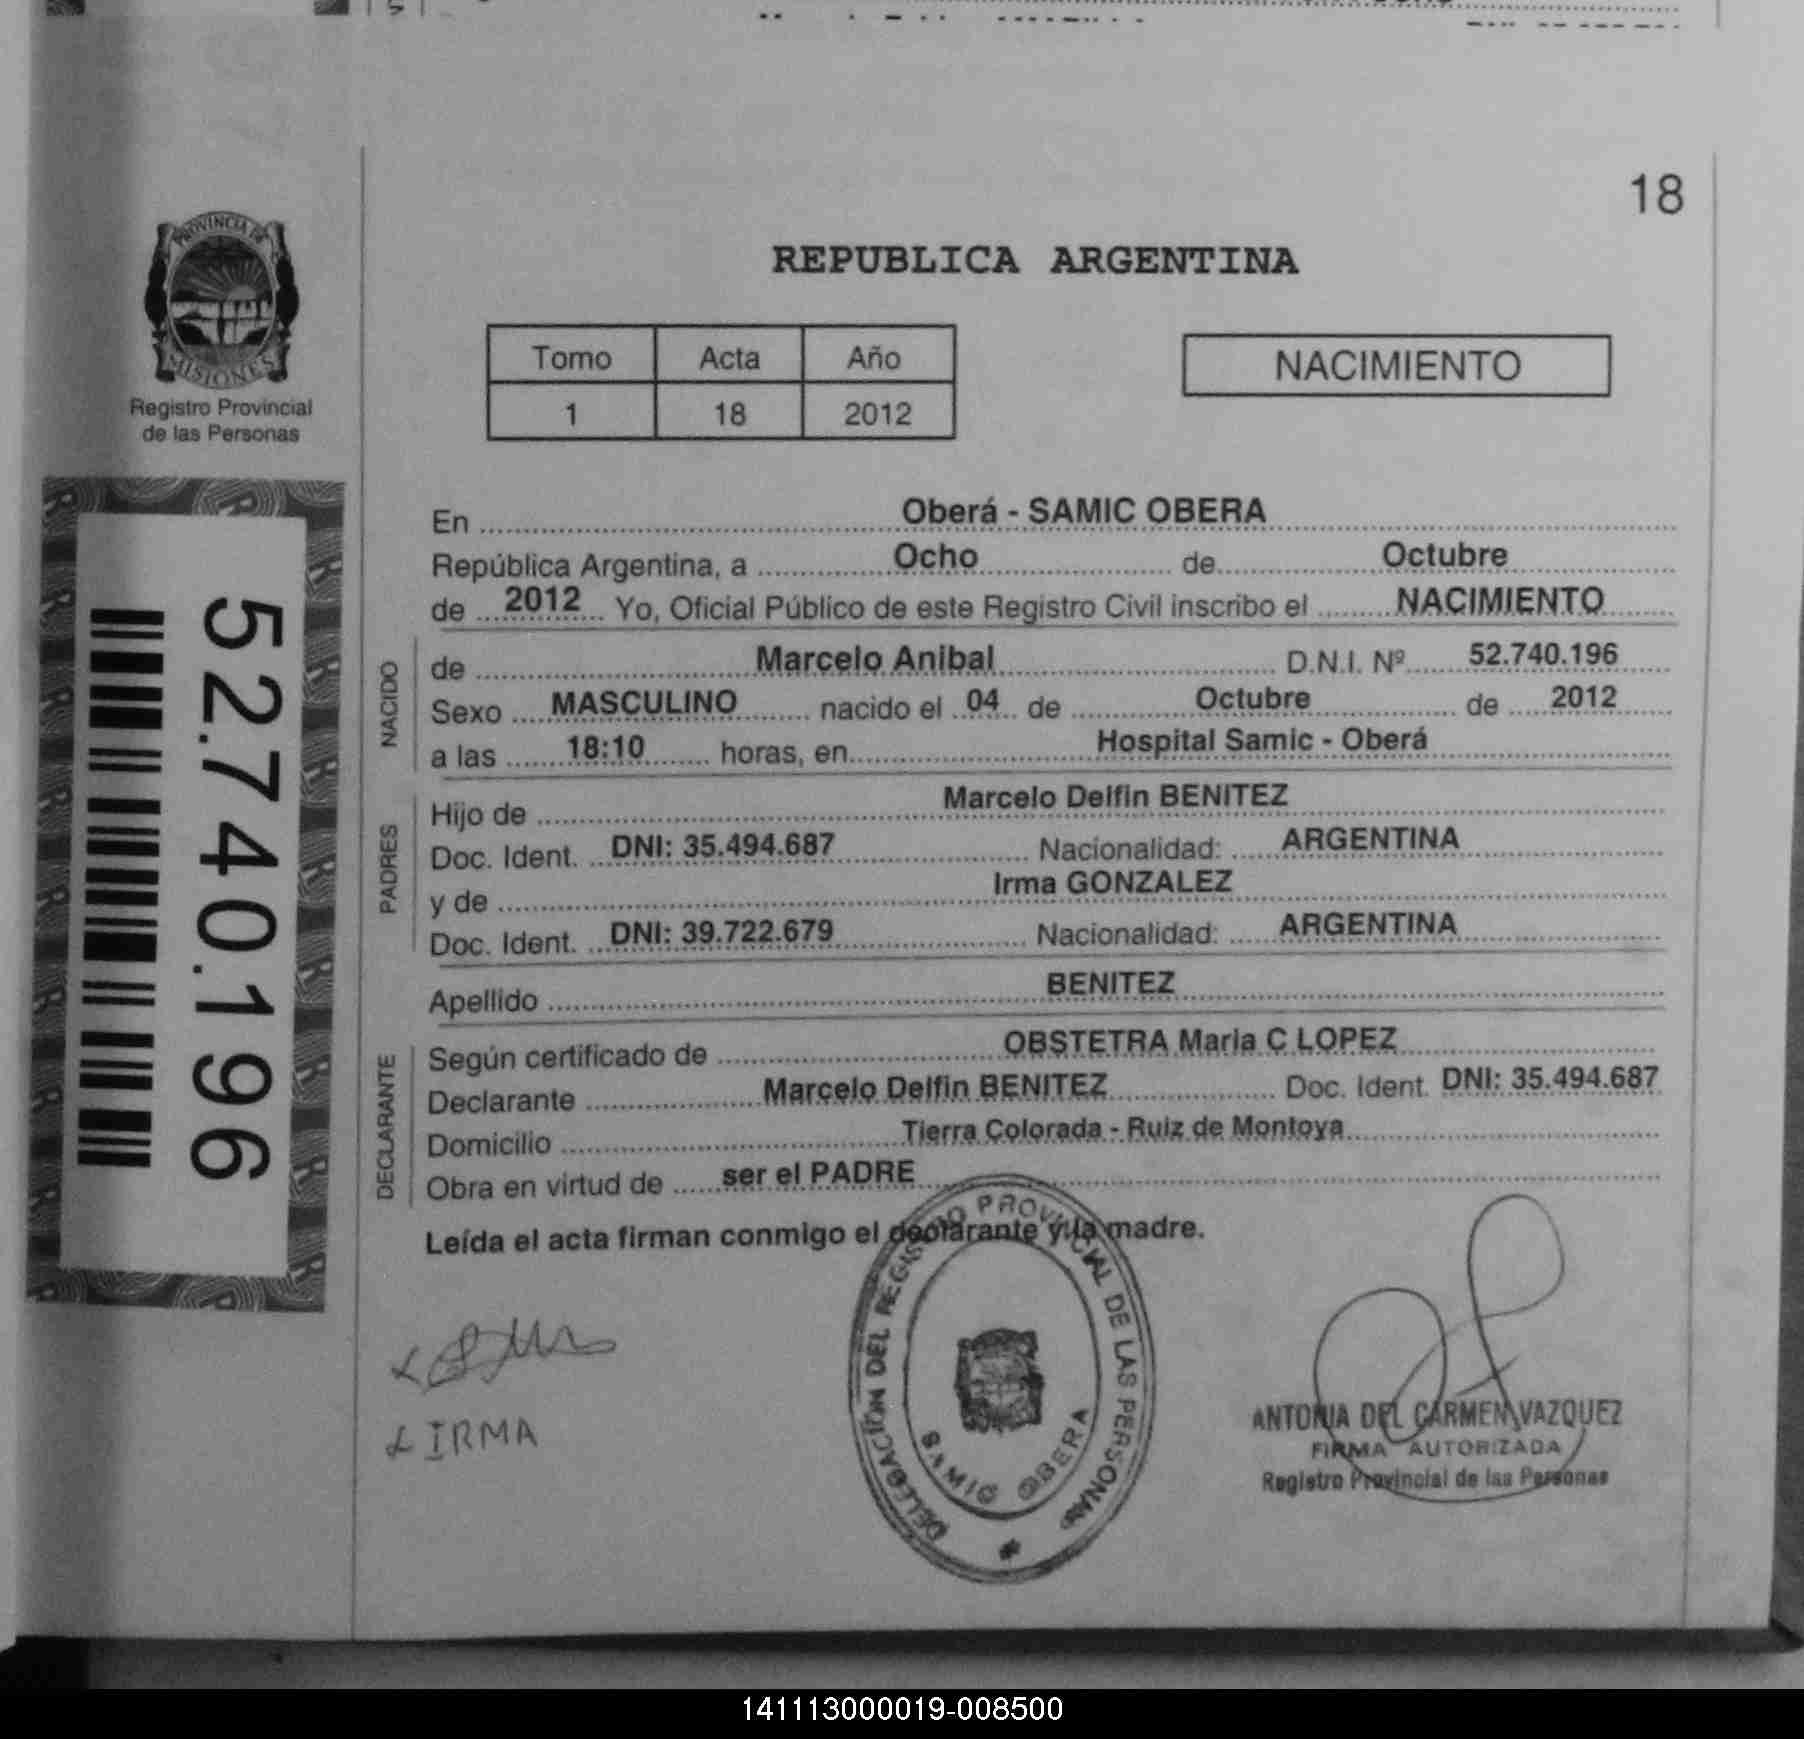 18
PROVINCIA DE
MISIONES
Registro Provincial
de las Personas
52.740.196
REPUBLICA ARGENTINA
Tomo Acta Año
1 18 2012
NACIMIENTO
En Oberá - SAMIC OBERA
República Argentina, a Ocho de Octubre
de 2012 Yo, Oficial Público de este Registro Civil inscribo el NACIMIENTO
NACIDO
de Marcelo Anibal D.N.I. Nº 52.740.196
Sexo MASCULINO nacido el 04 de Octubre de 2012
a las 18:10 horas, en Hospital Samic - Oberá
PADRES
Hijo de Marcelo Delfin BENITEZ
Doc. Ident. DNI: 35.494.687 Nacionalidad: ARGENTINA
y de Irma GONZALEZ
Doc. Ident. DNI: 39.722.679 Nacionalidad: ARGENTINA
Apellido BENITEZ
DECLARANTE
Según certificado de OBSTETRA Maria C LOPEZ
Declarante Marcelo Delfin BENITEZ Doc. Ident. DNI: 35.494.687
Domicilio Tierra Colorada - Ruiz de Montoya
Obra en virtud de ser el PADRE
Leída el acta firman conmigo el declarante y la madre.
IRMA
DELEGACIÓN DEL REGISTRO PROVINCIAL DE LAS PERSONAS
SAMIC OBERA
ANTONIA DEL CARMEN VAZQUEZ
FIRMA AUTORIZADA
Registro Provincial de las Personas
141113000019-008500